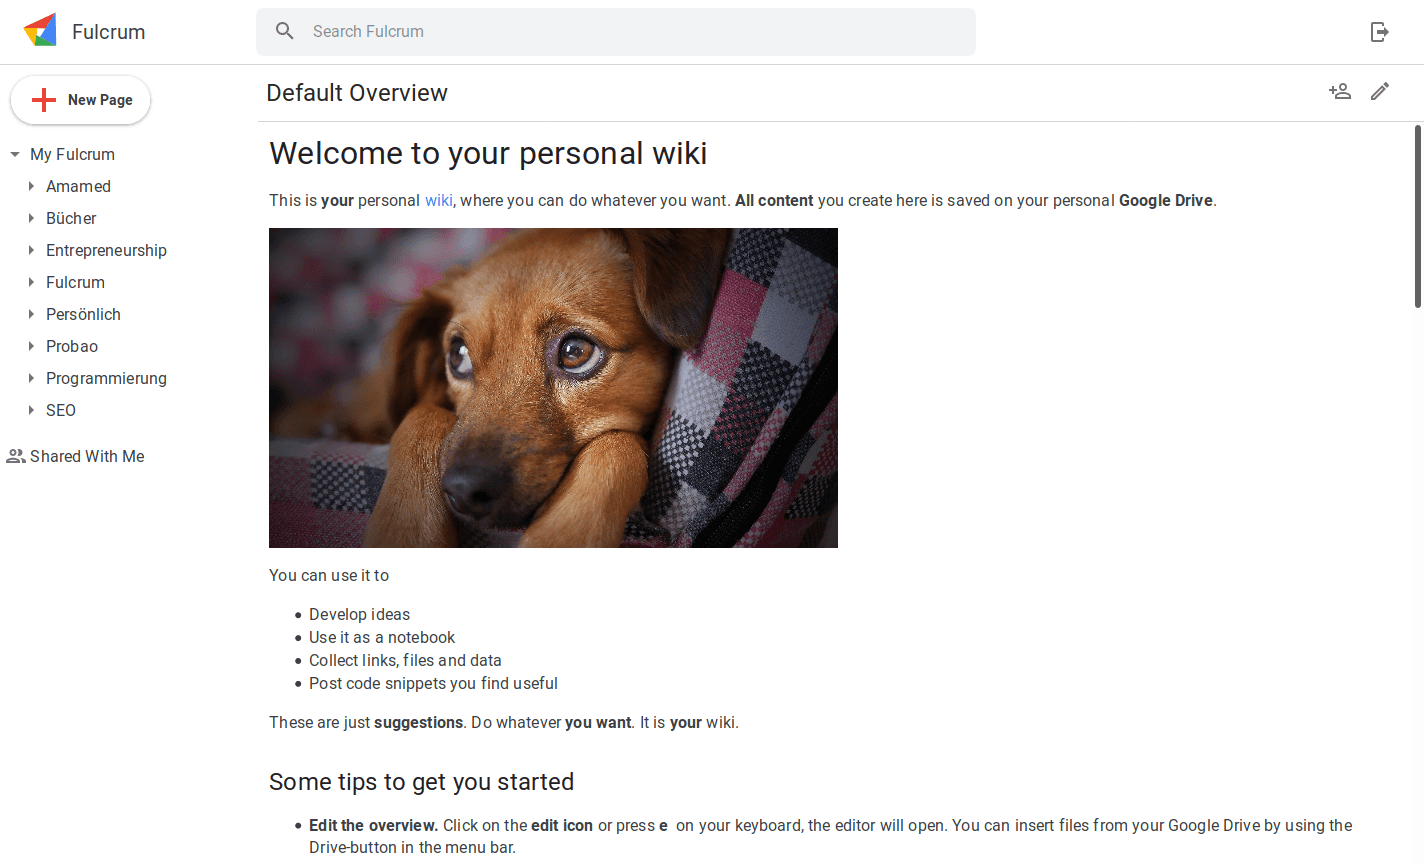 Fulcrum
Search Fulcrum
New Page
My Fulcrum
Amamed
Bücher
Entrepreneurship
Fulcrum
Persönlich
Probao
Programmierung
SEO
Shared With Me
Default Overview
Welcome to your personal wiki
This is your personal wiki, where you can do whatever you want. All content you create here is saved on your personal Google Drive.
You can use it to
Develop ideas
Use it as a notebook
Collect links, files and data
Post code snippets you find useful
These are just suggestions. Do whatever you want. It is your wiki.
Some tips to get you started
Edit the overview. Click on the edit icon or press e on your keyboard, the editor will open. You can insert files from your Google Drive by using the
Drive-button in the menu bar.